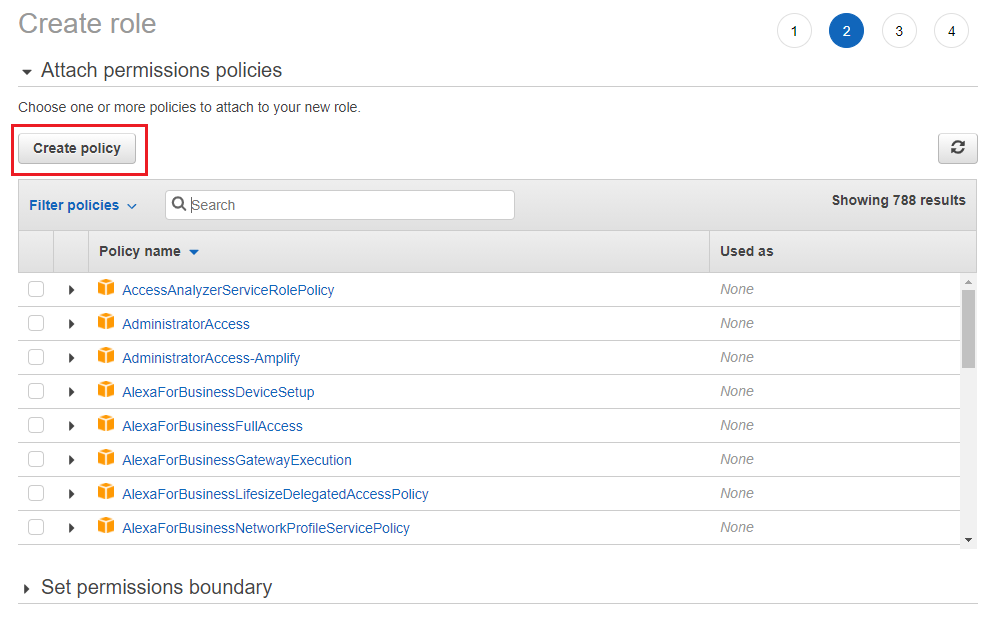 Create role
1 2 3 4
Attach permissions policies
Choose one or more policies to attach to your new role.
Create policy
Filter policies Search Showing 788 results
Policy name Used as
AccessAnalyzerServiceRolePolicy None
AdministratorAccess None
AdministratorAccess-Amplify None
AlexaForBusinessDeviceSetup None
AlexaForBusinessFullAccess None
AlexaForBusinessGatewayExecution None
AlexaForBusinessLifesizeDelegatedAccessPolicy None
AlexaForBusinessNetworkProfileServicePolicy None
Set permissions boundary